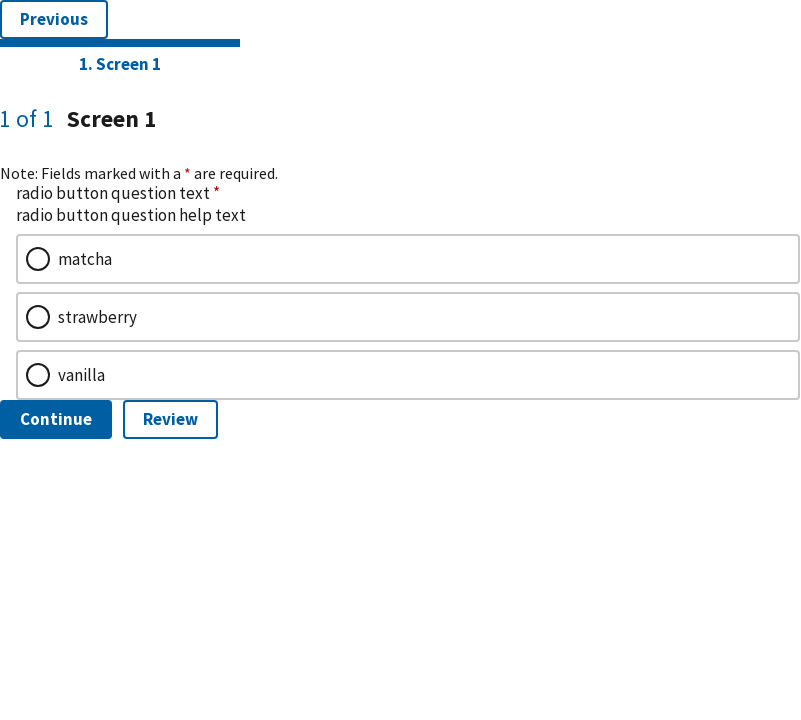 Previous
1. Screen 1
1 of 1 Screen 1
Note: Fields marked with a * are required.
radio button question text *
radio button question help text
matcha
strawberry
vanilla
Continue Review